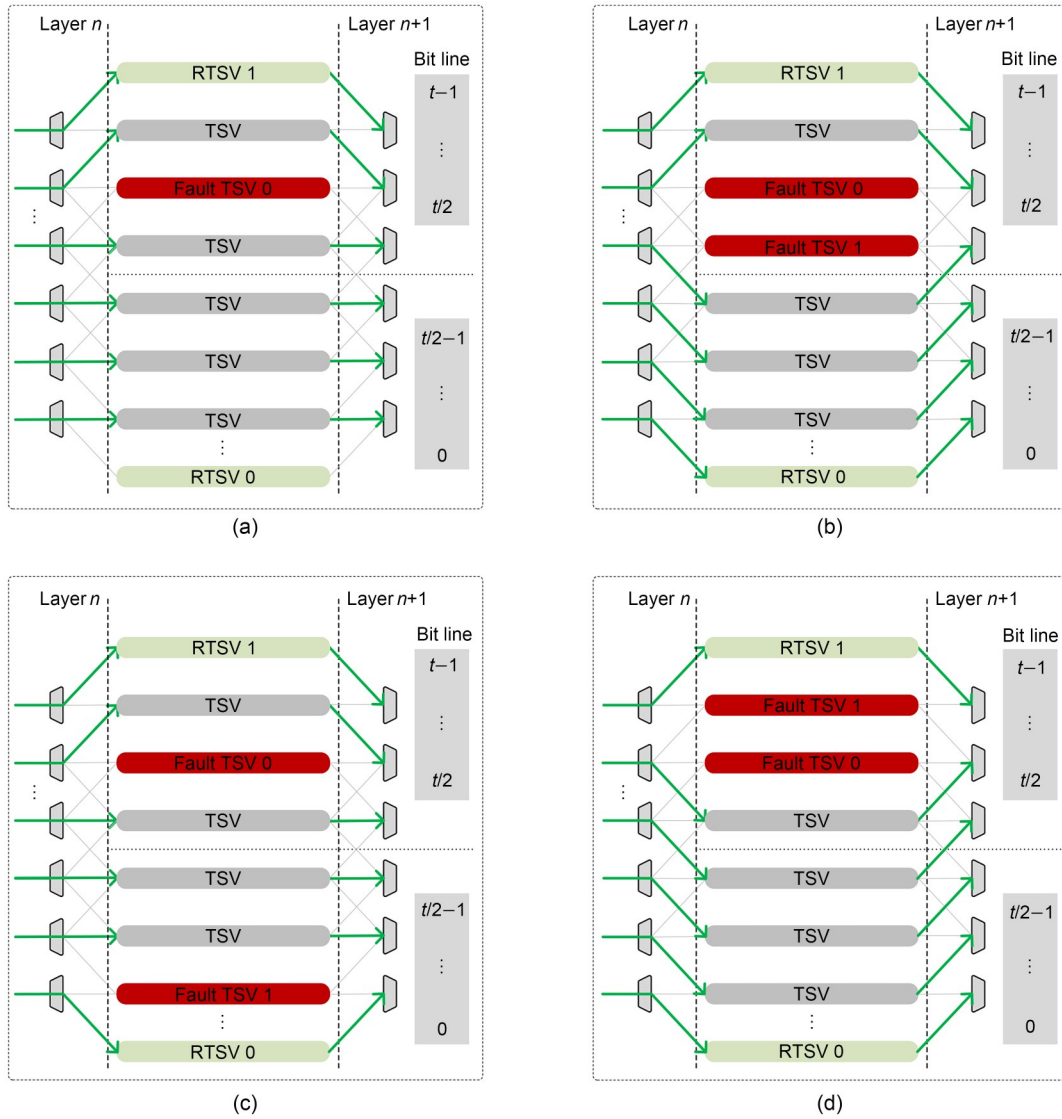 Layer n
Layer n+1
Bit line
RTSV 1
t−1
TSV
⋮
Fault TSV 0
t/2
⋮
TSV
TSV
t/2−1
TSV
⋮
TSV
⋮
0
RTSV 0
(a)
Layer n
Layer n+1
Bit line
RTSV 1
t−1
TSV
⋮
Fault TSV 0
t/2
⋮
Fault TSV 1
TSV
t/2−1
TSV
⋮
TSV
⋮
0
RTSV 0
(b)
Layer n
Layer n+1
Bit line
RTSV 1
t−1
TSV
⋮
Fault TSV 0
t/2
⋮
TSV
TSV
t/2−1
TSV
⋮
Fault TSV 1
⋮
0
RTSV 0
(c)
Layer n
Layer n+1
Bit line
RTSV 1
t−1
Fault TSV 1
⋮
Fault TSV 0
t/2
⋮
TSV
TSV
t/2−1
TSV
⋮
TSV
⋮
0
RTSV 0
(d)